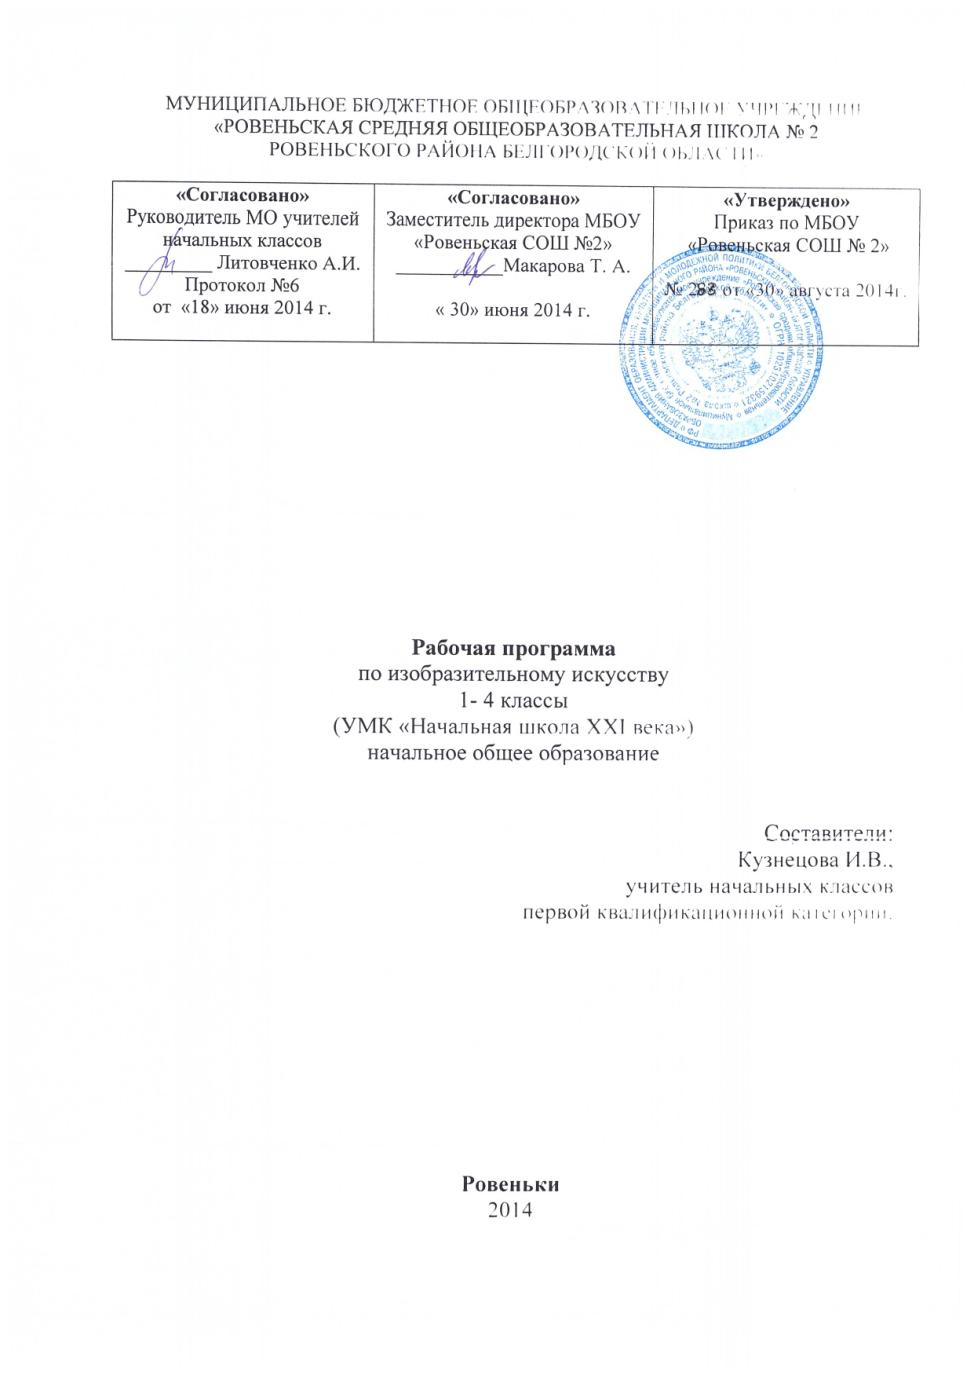 МУНИЦИПАЛЬНОЕ БЮДЖЕТНОЕ ОБЩЕОБРАЗОВАТЕЛЬНОЕ УЧРЕЖДЕНИЕ
«РОВЕНЬСКАЯ СРЕДНЯЯ ОБЩЕОБРАЗОВАТЕЛЬНАЯ ШКОЛА № 2
РОВЕНЬСКОГО РАЙОНА БЕЛГОРОДСКОЙ ОБЛАСТИ»
«Согласовано»
Руководитель МО учителей
начальных классов
_________ Литовченко А.И.
Протокол №6
от «18» июня 2014 г.
«Согласовано»
Заместитель директора МБОУ
«Ровеньская СОШ №2»
___________Макарова Т. А.
« 30» июня 2014 г.
«Утверждено»
Приказ по МБОУ
«Ровеньская СОШ № 2»
№ от «30» августа 2014г.
Рабочая программа
по изобразительному искусству
1- 4 классы
(УМК «Начальная школа XXI века»)
начальное общее образование
Составители:
Кузнецова И.В.,
учитель начальных классов
первой квалификационной категории.
Ровеньки
2014